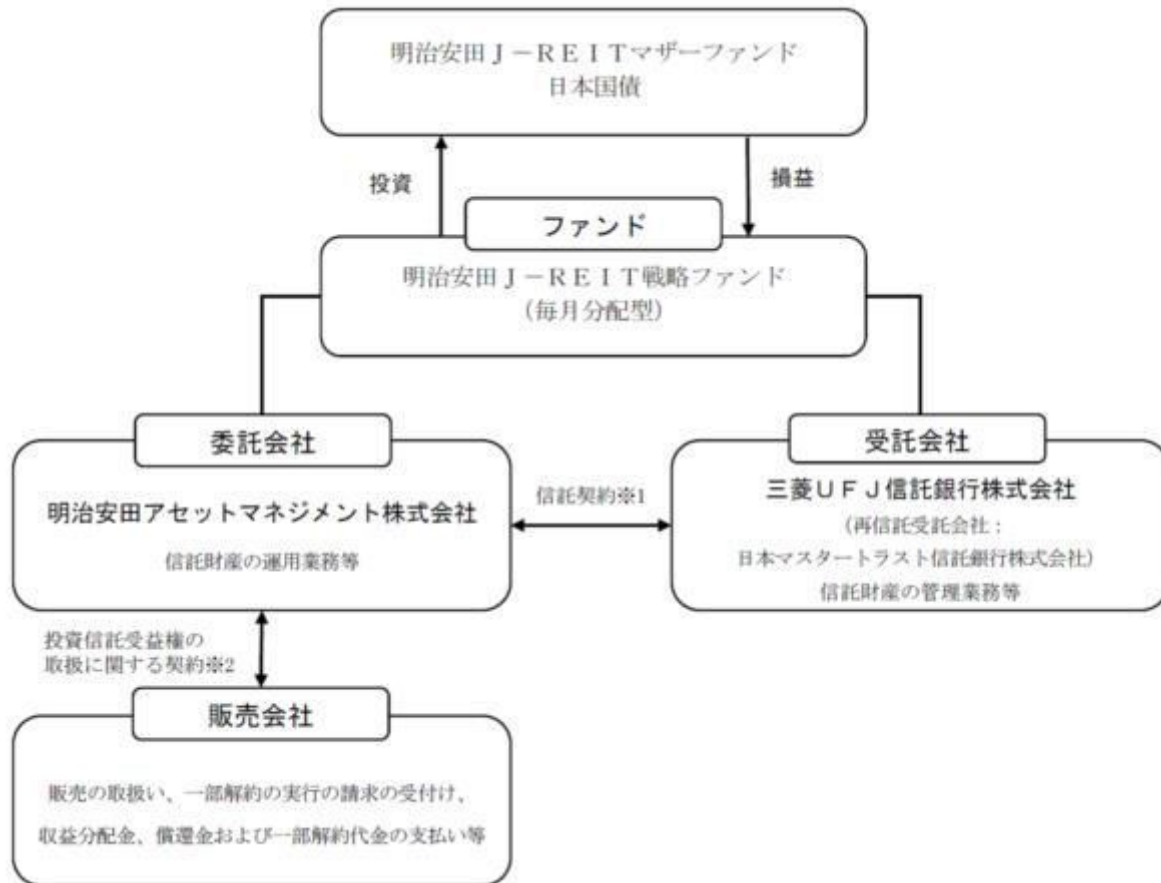 明治安田Ｊ－ＲＥＩＴマザーファンド
日本国債
投資
損益
ファンド
明治安田Ｊ－ＲＥＩＴ戦略ファンド
（毎月分配型）
委託会社
明治安田アセットマネジメント株式会社
信託財産の運用業務等
信託契約※1
受託会社
三菱ＵＦＪ信託銀行株式会社
（再信託受託会社：
日本マスタートラスト信託銀行株式会社）
信託財産の管理業務等
投資信託受益権の
取扱に関する契約※2
販売会社
販売の取扱い、一部解約の実行の請求の受付け、
収益分配金、償還金および一部解約代金の支払い等